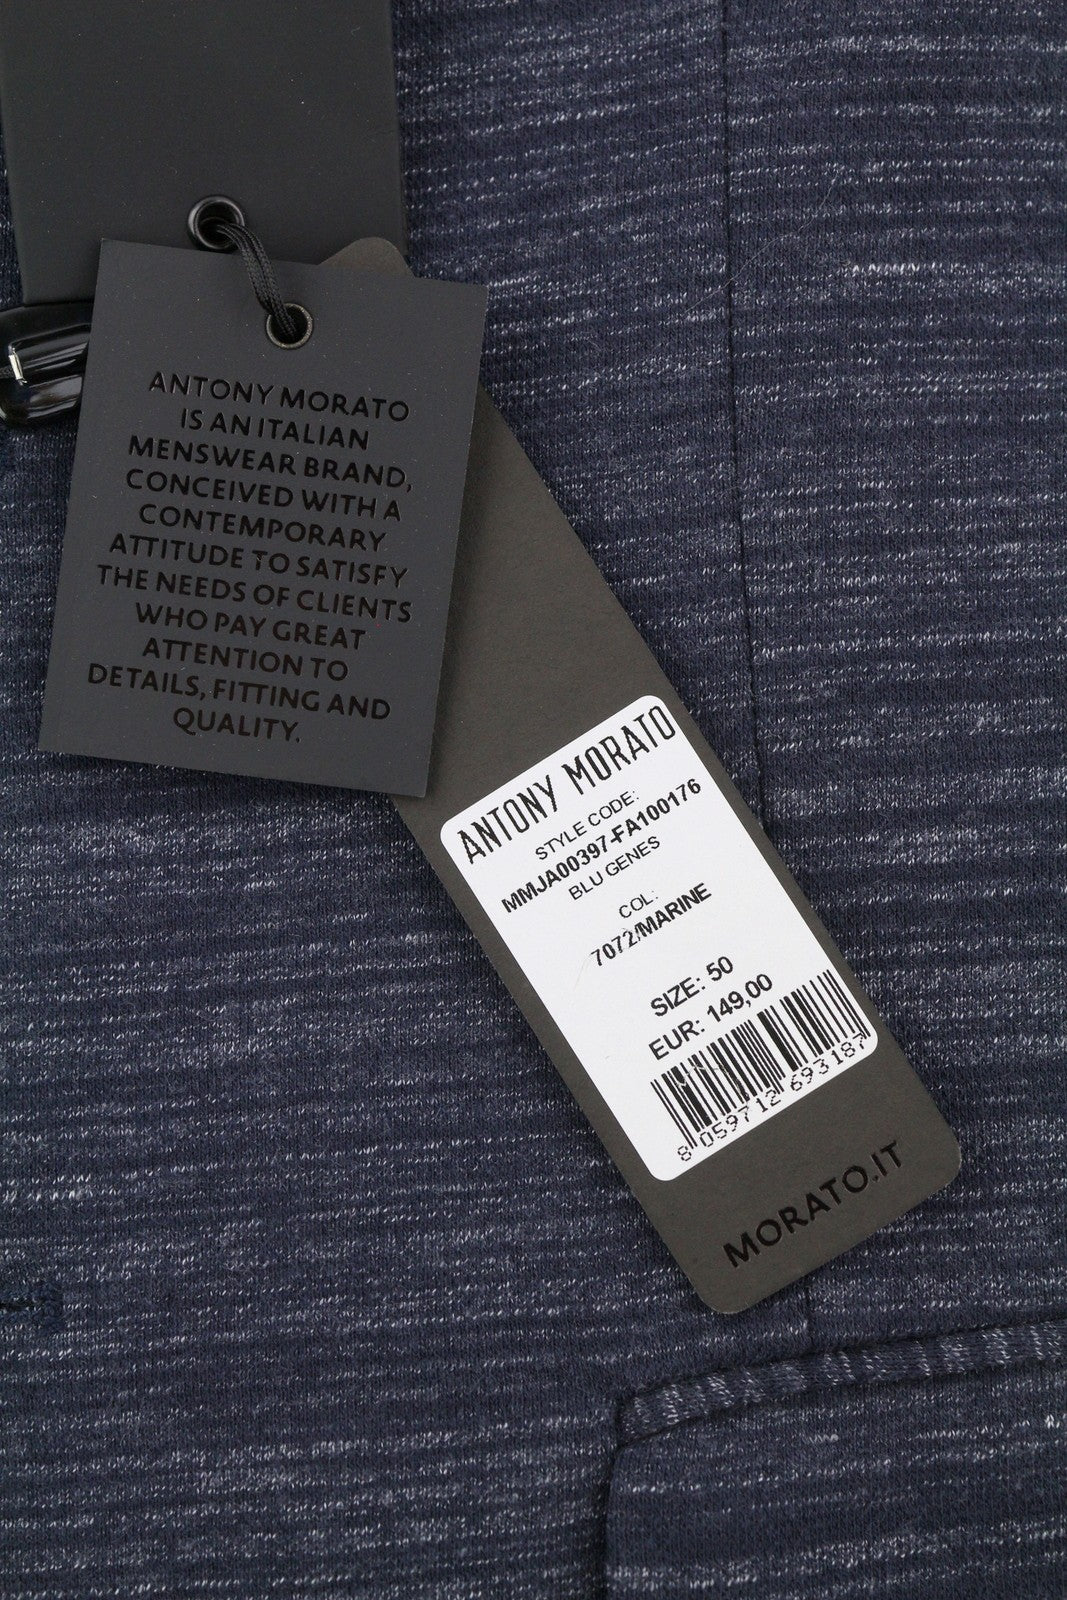 ANTONY MORATO
IS AN ITALIAN
MENSWEAR BRAND,
CONCEIVED WITH A
CONTEMPORARY
ATTITUDE TO SATISFY
THE NEEDS OF CLIENTS
WHO PAY GREAT
ATTENTION TO
DETAILS, FITTING AND
QUALITY.
ANTONY MORATO
STYLE CODE:
MMJA00397-FA100176
BLU GENES
COL:
7072/MARINE
SIZE: 50
EUR: 149,00
8 059712 693187
MORATO.IT